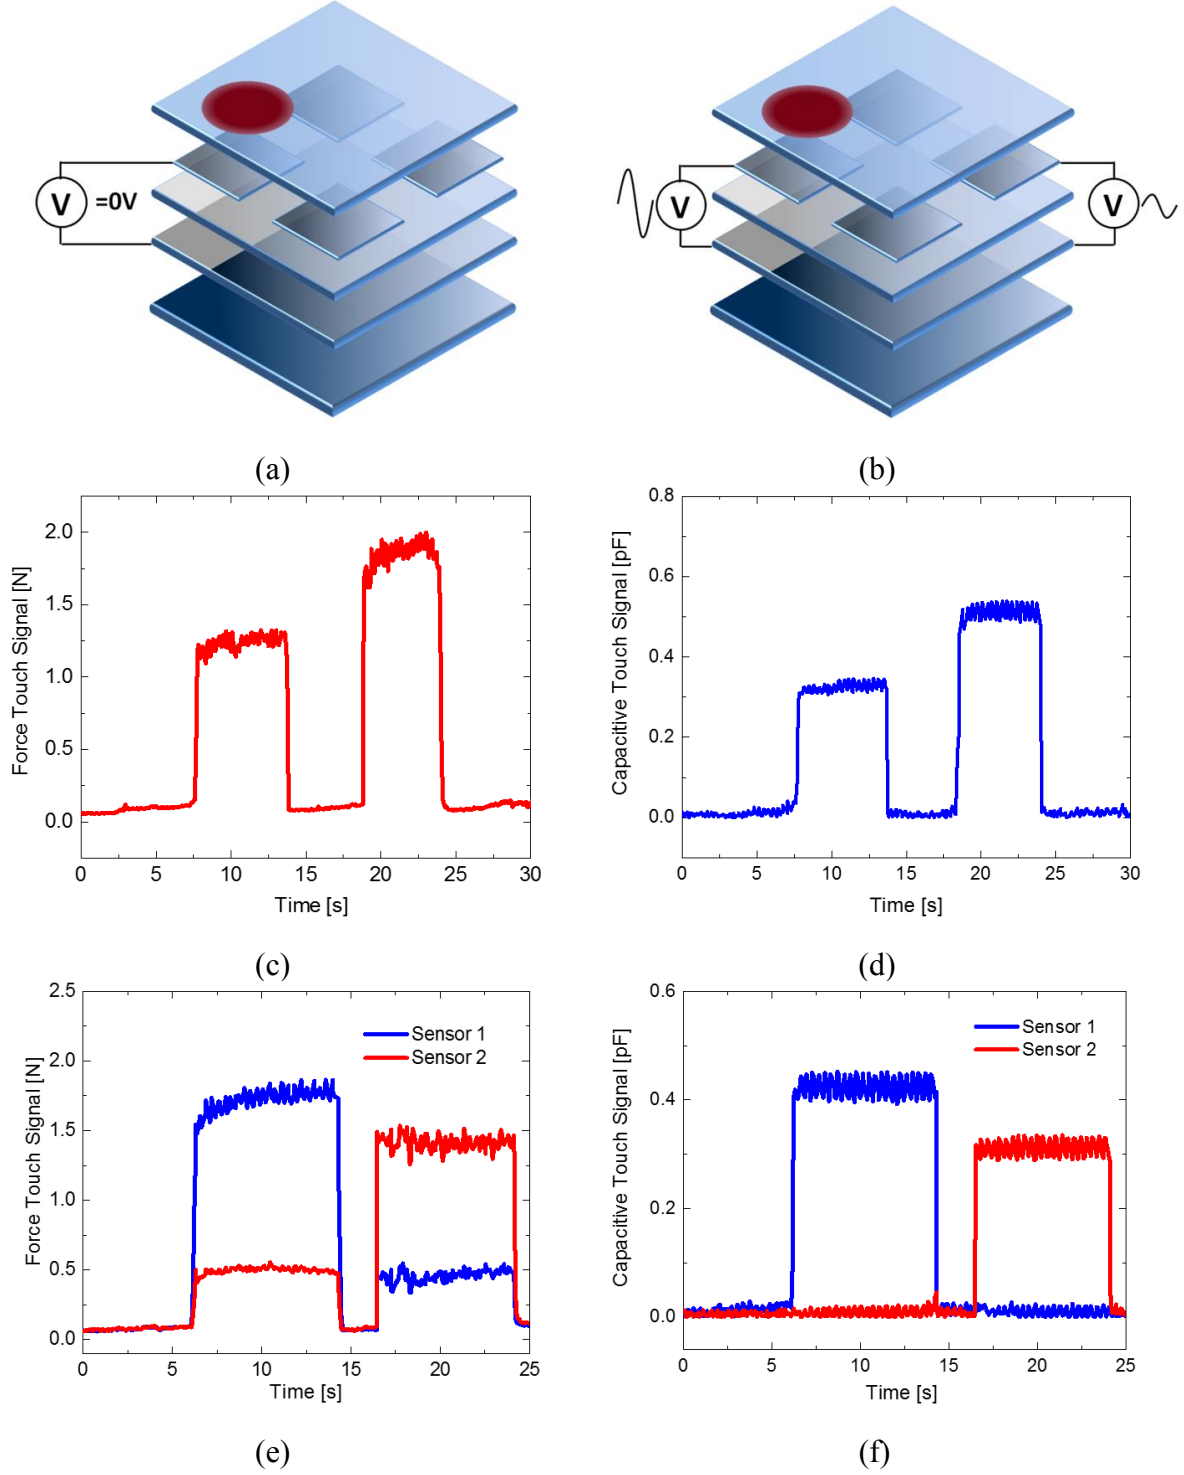 V =0V
V
V
(a)
(b)
Force Touch Signal [N]
2.0
1.5
1.0
0.5
0.0
0 5 10 15 20 25 30
Time [s]
Capacitive Touch Signal [pF]
0.8
0.6
0.4
0.2
0.0
0 5 10 15 20 25 30
Time [s]
(c)
(d)
Force Touch Signal [N]
2.5
2.0
1.5
1.0
0.5
0.0
Sensor 1
Sensor 2
0 5 10 15 20 25
Time [s]
Capacitive Touch Signal [pF]
0.6
0.4
0.2
0.0
Sensor 1
Sensor 2
0 5 10 15 20 25
Time [s]
(e)
(f)